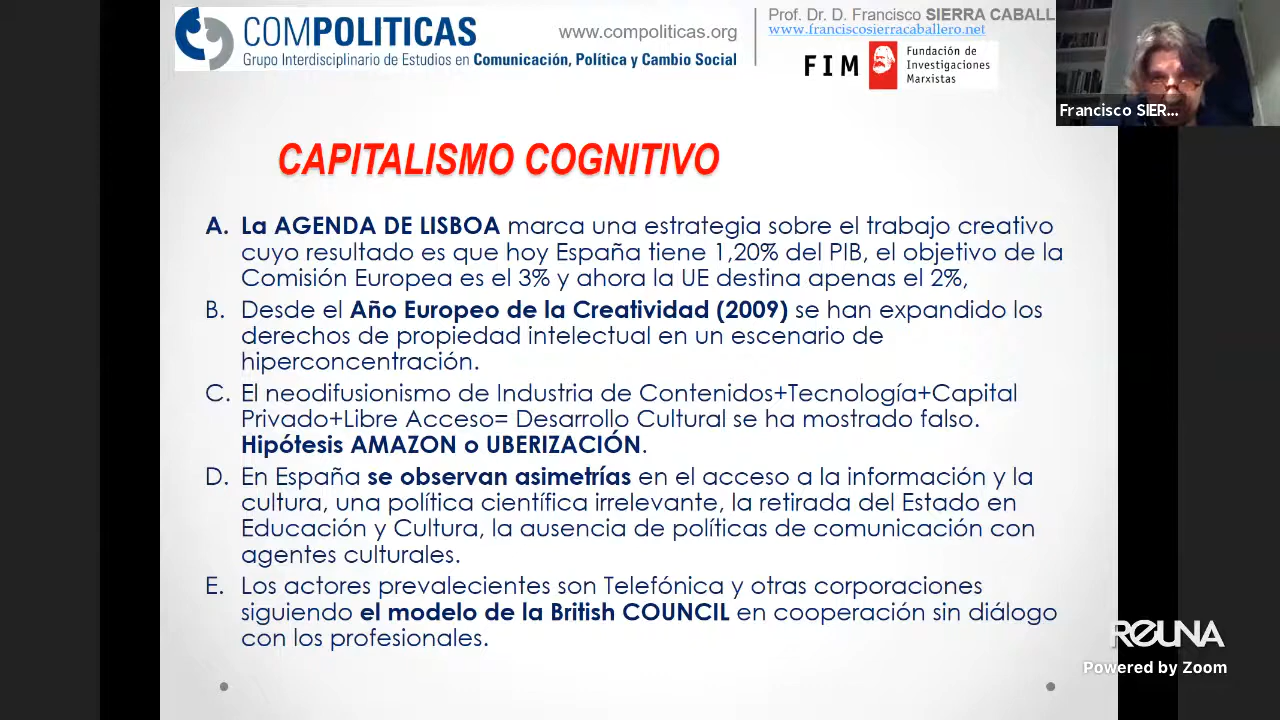 COMPOLITICAS
www.compoliticas.org
Grupo Interdisciplinario de Estudios en Comunicación, Política y Cambio Social
Prof. Dr. D. Francisco SIERRA CABALL
www.franciscosierracaballero.net
FIM
Fundación de
Investigaciones
Marxistas
Francisco SIER...
CAPITALISMO COGNITIVO
A. La AGENDA DE LISBOA marca una estrategia sobre el trabajo creativo
cuyo resultado es que hoy España tiene 1,20% del PIB, el objetivo de la
Comisión Europea es el 3% y ahora la UE destina apenas el 2%,
B. Desde el Año Europeo de la Creatividad (2009) se han expandido los
derechos de propiedad intelectual en un escenario de
hiperconcentración.
C. El neodifusionismo de Industria de Contenidos+Tecnología+Capital
Privado+Libre Acceso= Desarrollo Cultural se ha mostrado falso.
Hipótesis AMAZON o UBERIZACIÓN.
D. En España se observan asimetrías en el acceso a la información y la
cultura, una política científica irrelevante, la retirada del Estado en
Educación y Cultura, la ausencia de políticas de comunicación con
agentes culturales.
E. Los actores prevalecientes son Telefónica y otras corporaciones
siguiendo el modelo de la British COUNCIL en cooperación sin diálogo
con los profesionales.
REUNA
Powered by Zoom